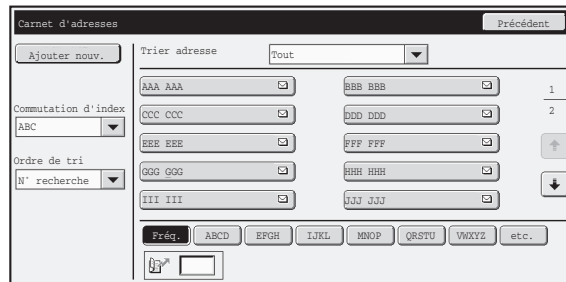 Carnet d'adresses
Précédent
Ajouter nouv.
Trier adresse
Tout
AAA AAA
BBB BBB
1
Commutation d'index
ABC
CCC CCC
DDD DDD
2
EEE EEE
FFF FFF
Ordre de tri
N° recherche
GGG GGG
HHH HHH
III III
JJJ JJJ
Fréq. ABCD EFGH IJKL MNOP QRSTU VWXYZ etc.